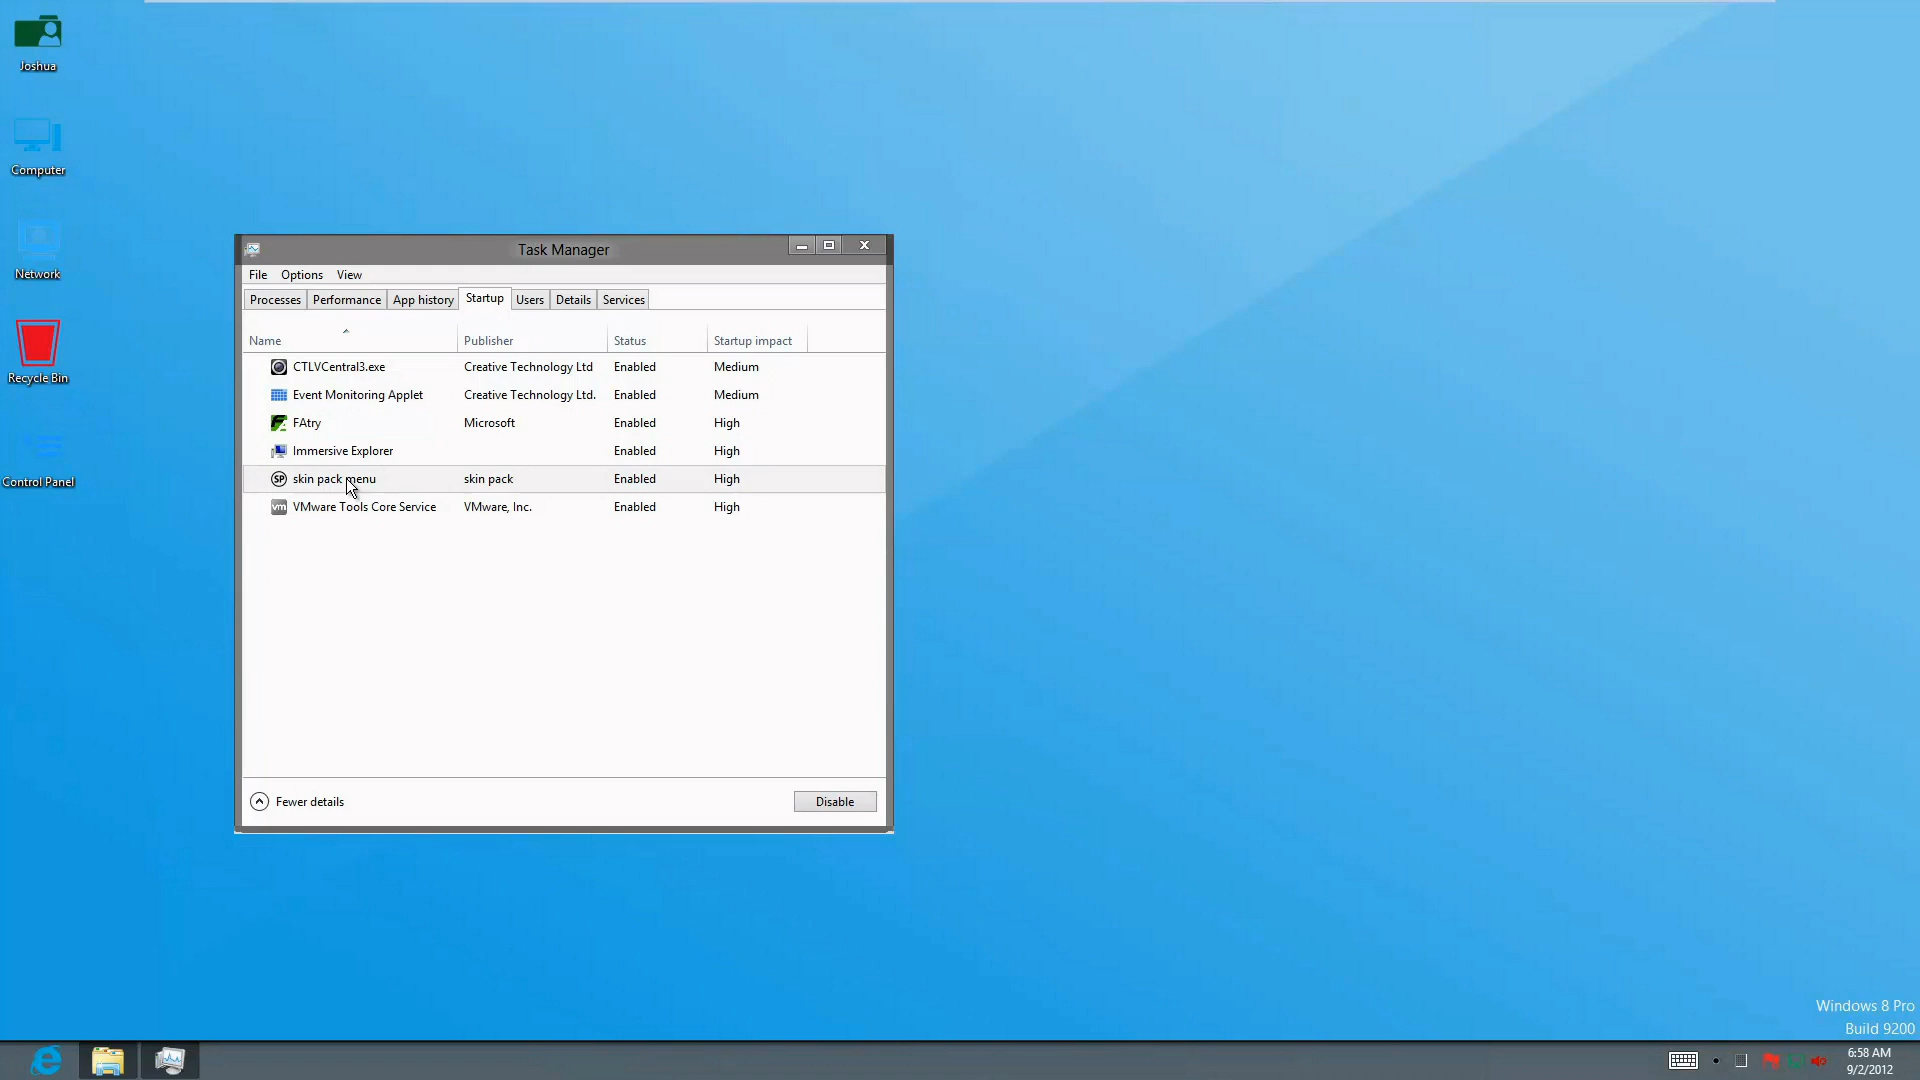 Joshua
Computer
Network
Recycle Bin
Control Panel
Task Manager
File Options View
Processes Performance App history Startup Users Details Services
Name Publisher Status Startup impact
CTLVCentral3.exe Creative Technology Ltd Enabled Medium
Event Monitoring Applet Creative Technology Ltd. Enabled Medium
FAtry Microsoft Enabled High
Immersive Explorer Enabled High
SP skin pack menu skin pack Enabled High
vm VMware Tools Core Service VMware, Inc. Enabled High
Fewer details Disable
Windows 8 Pro
Build 9200
6:58 AM
9/2/2012